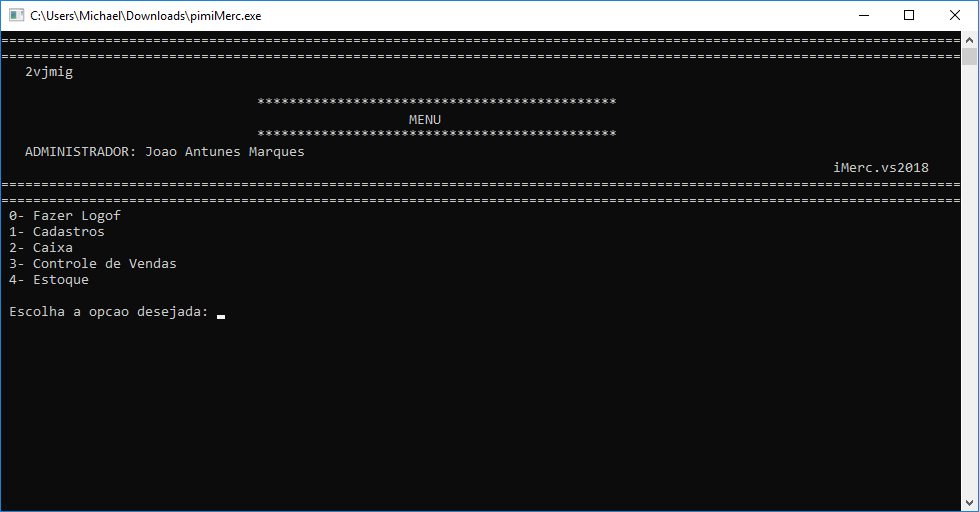 C:\Users\Michael\Downloads\pimiMerc.exe
========================================================================================================================
========================================================================================================================
2vjmig
*********************************************
MENU
*********************************************
ADMINISTRADOR: Joao Antunes Marques
iMerc.vs2018
========================================================================================================================
========================================================================================================================
0- Fazer Logof
1- Cadastros
2- Caixa
3- Controle de Vendas
4- Estoque
Escolha a opcao desejada: